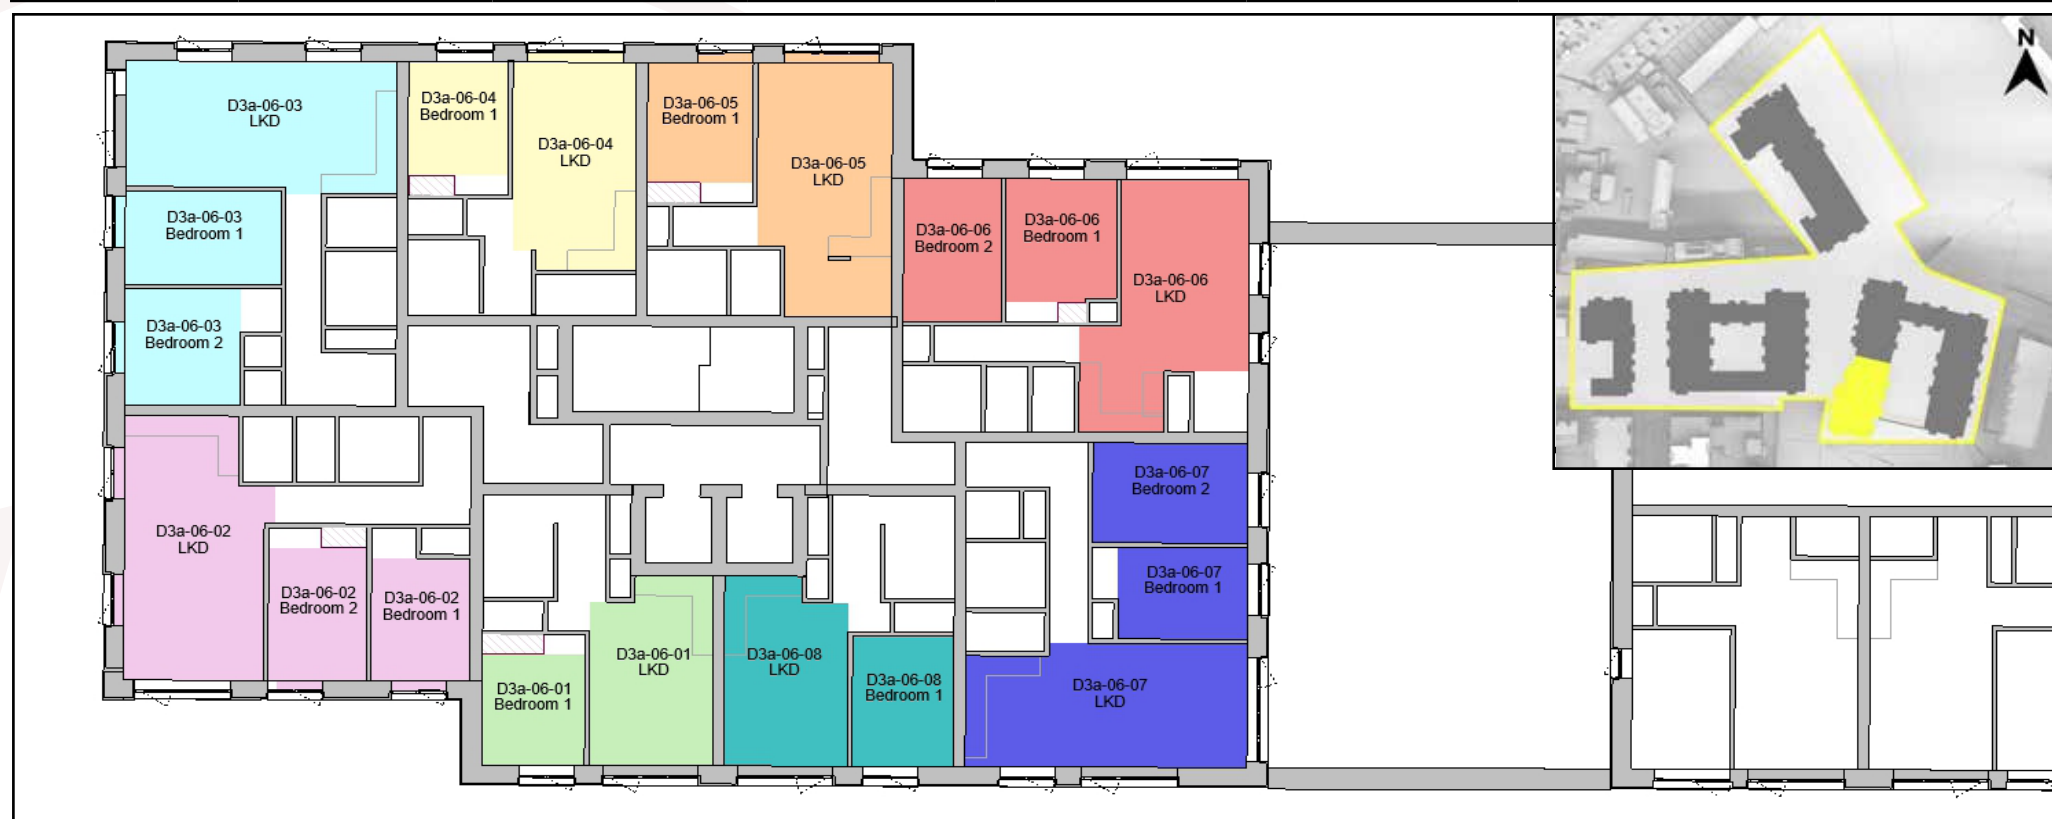 D3a-06-03
LKD
D3a-06-04
Bedroom 1
D3a-06-04
LKD
D3a-06-05
Bedroom 1
D3a-06-05
LKD
D3a-06-03
Bedroom 1
D3a-06-06
Bedroom 2
D3a-06-06
Bedroom 1
D3a-06-06
LKD
D3a-06-03
Bedroom 2
D3a-06-02
LKD
D3a-06-02
Bedroom 2
D3a-06-02
Bedroom 1
D3a-06-07
Bedroom 2
D3a-06-07
Bedroom 1
D3a-06-01
Bedroom 1
D3a-06-01
LKD
D3a-06-08
LKD
D3a-06-08
Bedroom 1
D3a-06-07
LKD
N